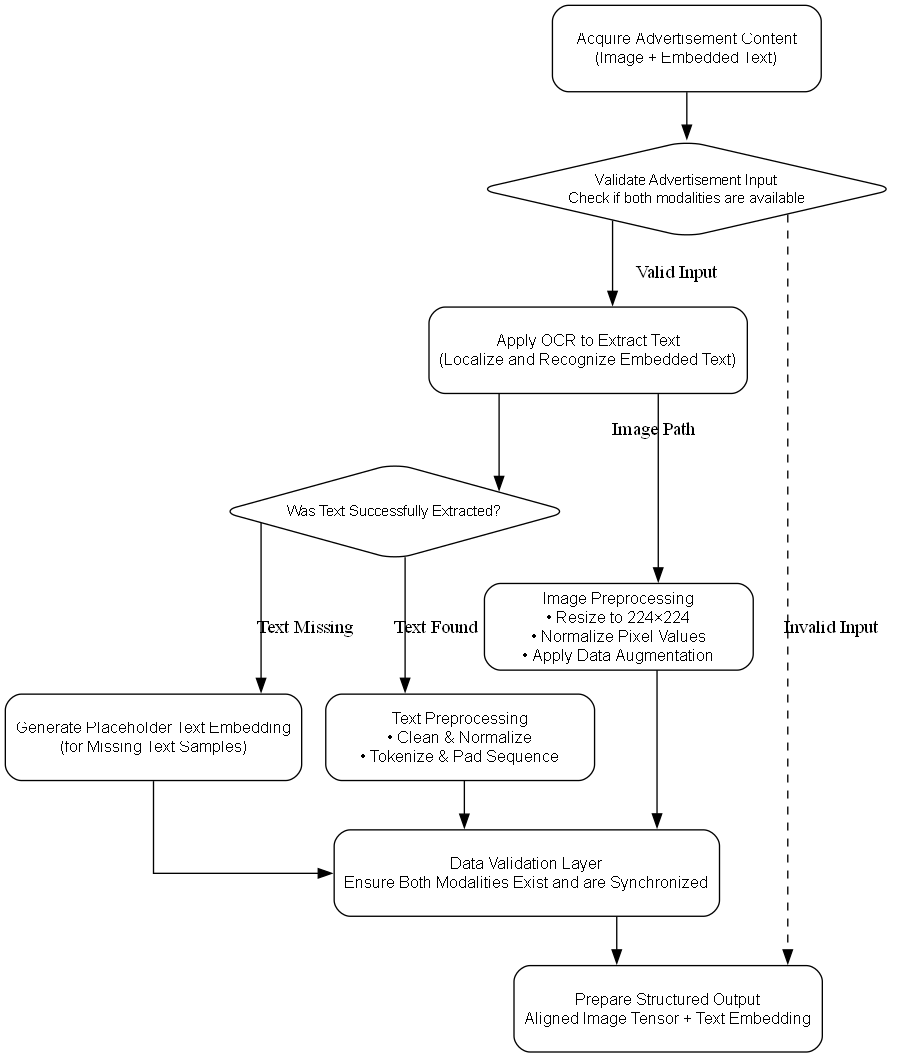 Acquire Advertisement Content
(Image + Embedded Text)
Validate Advertisement Input
Check if both modalities are available
Valid Input
Apply OCR to Extract Text
(Localize and Recognize Embedded Text)
Image Path
Was Text Successfully Extracted?
Image Preprocessing
• Resize to 224×224
• Normalize Pixel Values
• Apply Data Augmentation
Text Missing
Text Found
Invalid Input
Generate Placeholder Text Embedding
(for Missing Text Samples)
Text Preprocessing
• Clean & Normalize
• Tokenize & Pad Sequence
Data Validation Layer
Ensure Both Modalities Exist and are Synchronized
Prepare Structured Output
Aligned Image Tensor + Text Embedding